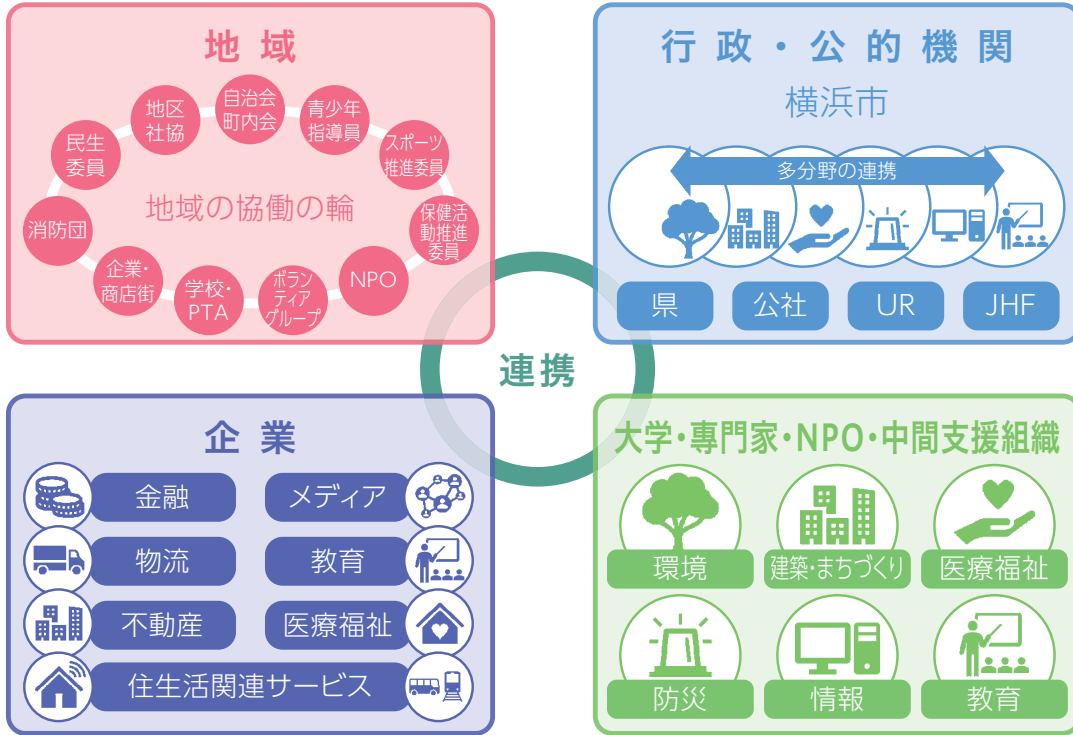 地域
自治会
町内会
青少年
指導員
スポーツ
推進委員
保健活
動推進
委員
NPO
ボラン
ティア
グループ
学校・
PTA
企業・
商店街
消防団
民生
委員
地区
社協
地域の協働の輪
行政・公的機関
横浜市
多分野の連携
県
公社
UR
JHF
連携
企業
金融
メディア
物流
教育
不動産
医療福祉
住生活関連サービス
大学・専門家・NPO・中間支援組織
環境
建築・まちづくり
医療福祉
防災
情報
教育